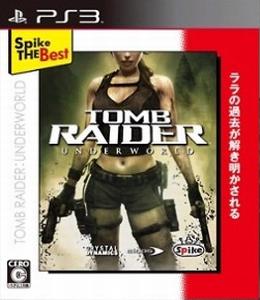 PS3
Spike
THE Best
TOMB RAIDER: UNDERWORLD
TOMB
RAIDER
UNDERWORLD
ララの過去が解き明かされる
CRYSTAL
DYNAMICS
eidos
Spike
CERO
C